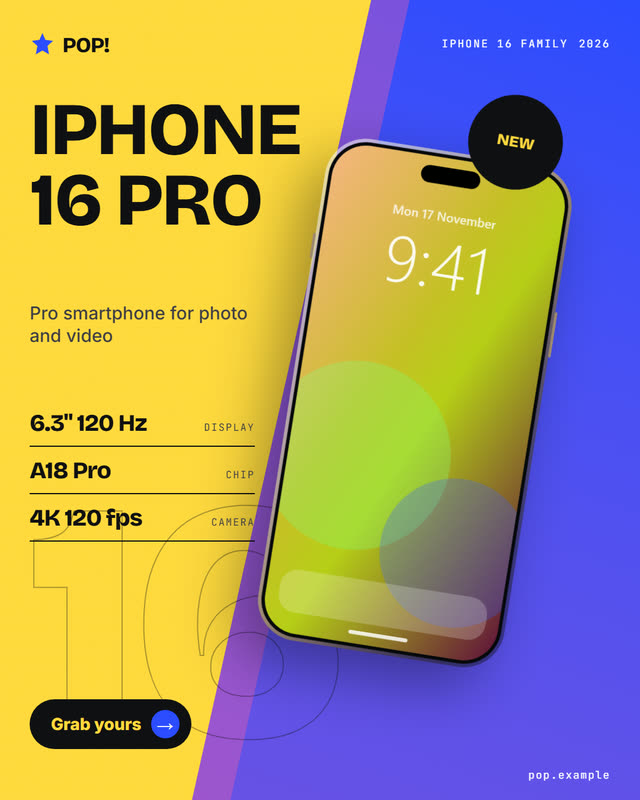 POP!
IPHONE 16 FAMILY 2026
IPHONE
16 PRO
NEW
Mon 17 November
9:41
Pro smartphone for photo
and video
6.3" 120 Hz DISPLAY
A18 Pro CHIP
4K 120 fps CAMERA
16
Grab yours →
pop.example